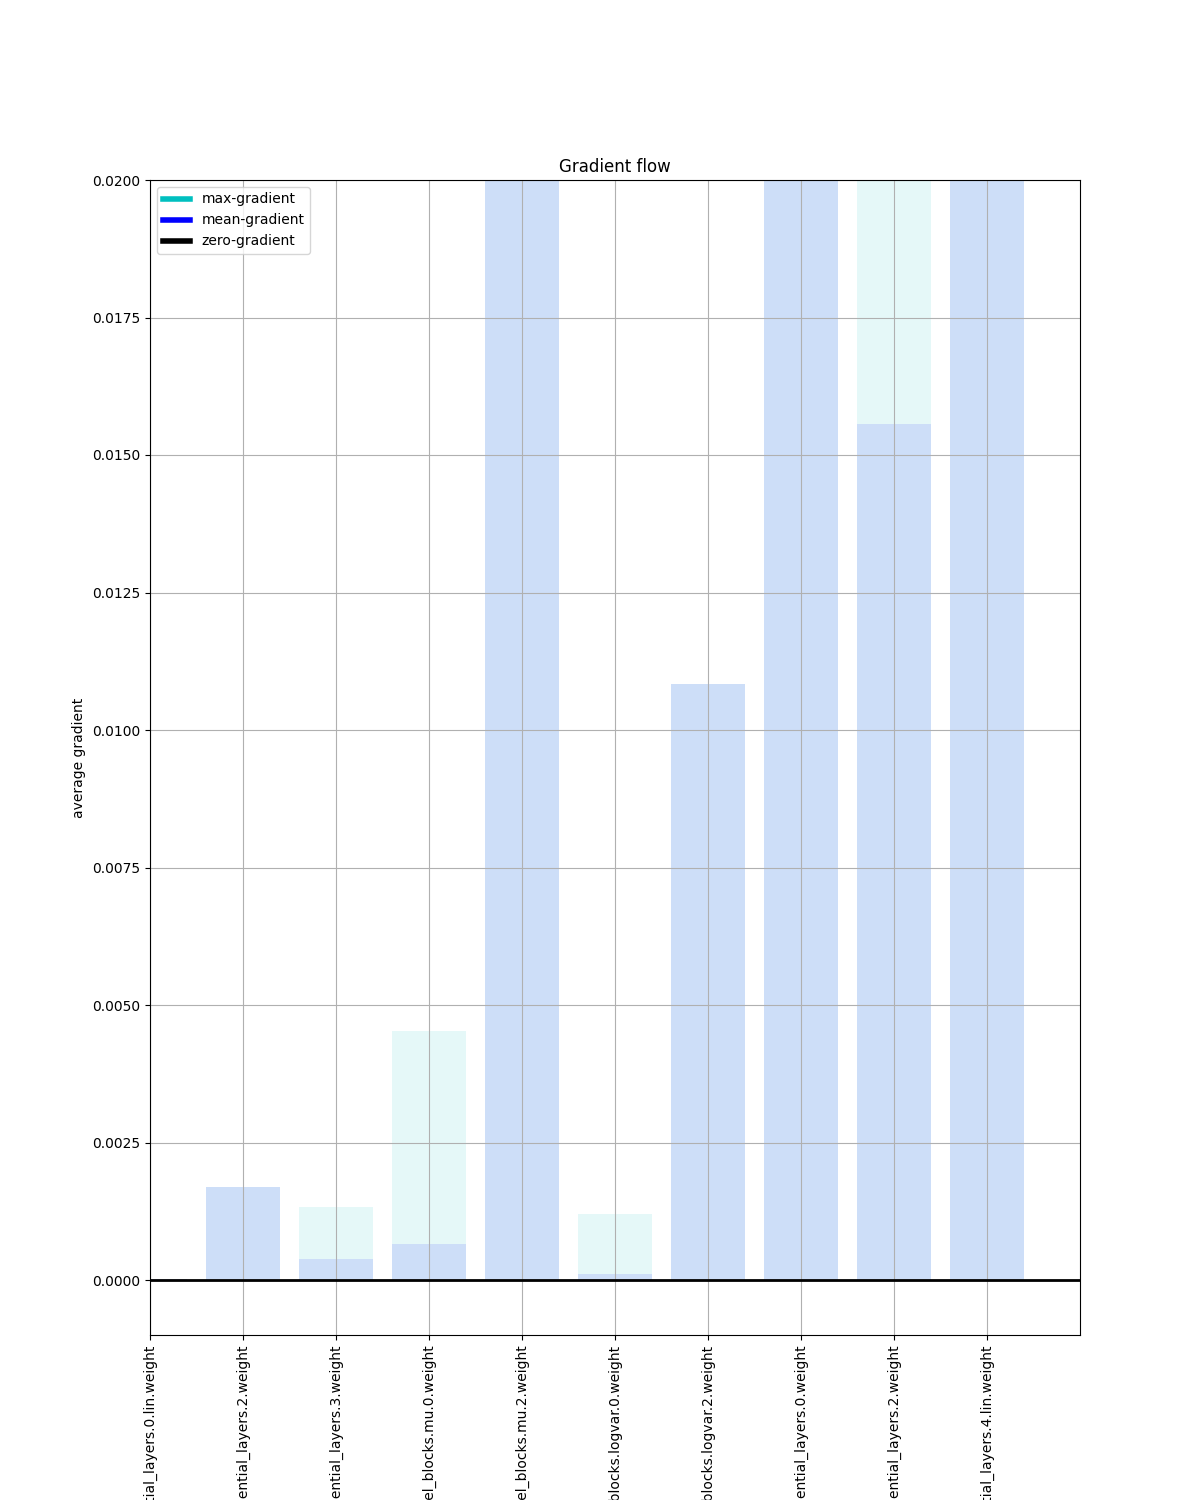 Gradient flow
max-gradient
mean-gradient
zero-gradient
0.0200
0.0175
0.0150
0.0125
0.0100
0.0075
0.0050
0.0025
0.0000
average gradient
tial_layers.0.lin.weight
ential_layers.2.weight
ential_layers.3.weight
el_blocks.mu.0.weight
el_blocks.mu.2.weight
blocks.logvar.0.weight
blocks.logvar.2.weight
ential_layers.0.weight
ential_layers.2.weight
tial_layers.4.lin.weight